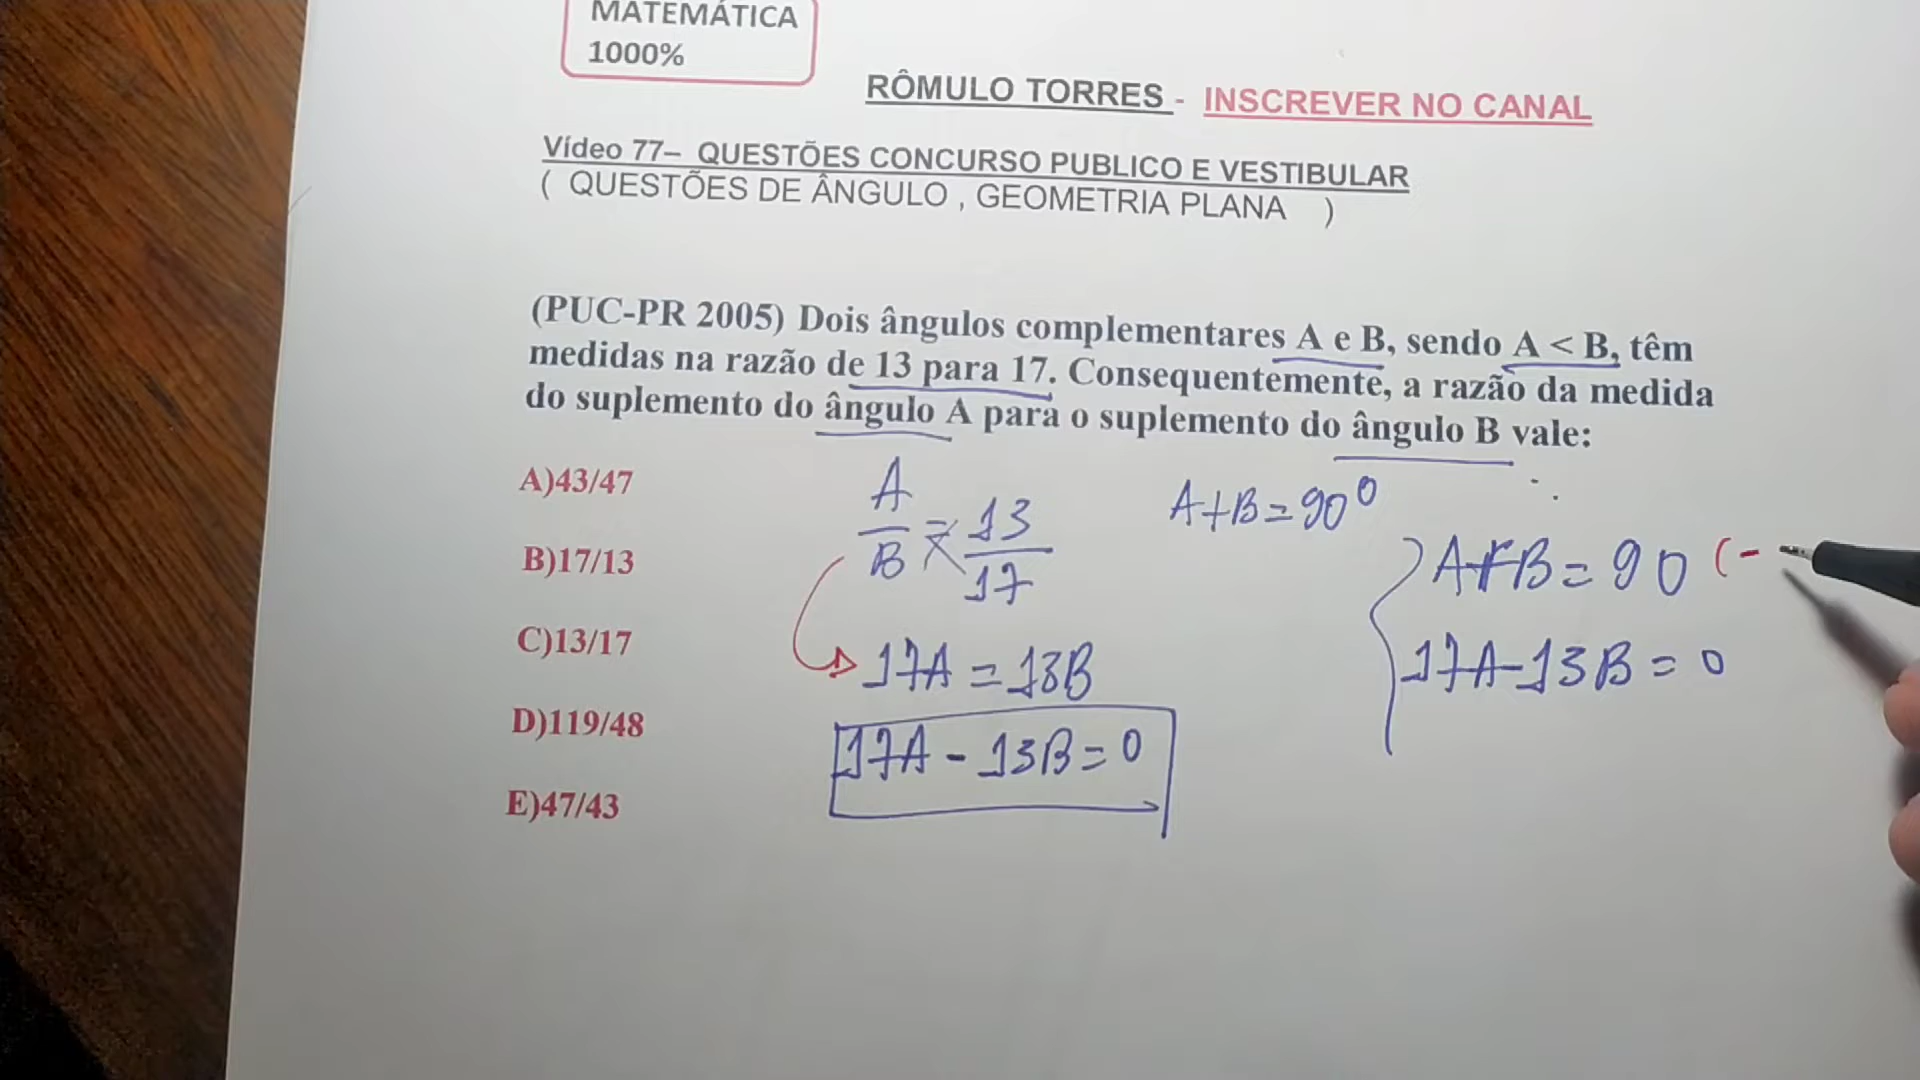 MATEMÁTICA
1000%
RÔMULO TORRES - INSCREVER NO CANAL
Vídeo 77– QUESTÕES CONCURSO PUBLICO E VESTIBULAR
( QUESTÕES DE ÂNGULO , GEOMETRIA PLANA )
(PUC-PR 2005) Dois ângulos complementares A e B, sendo A < B, têm
medidas na razão de 13 para 17. Consequentemente, a razão da medida
do suplemento do ângulo A para o suplemento do ângulo B vale:
A)43/47
B)17/13
C)13/17
D)119/48
E)47/43
A/B = 13/17
17A = 13B
17A - 13B = 0
A+B=90°
A+B=90 (-
17A-13B=0